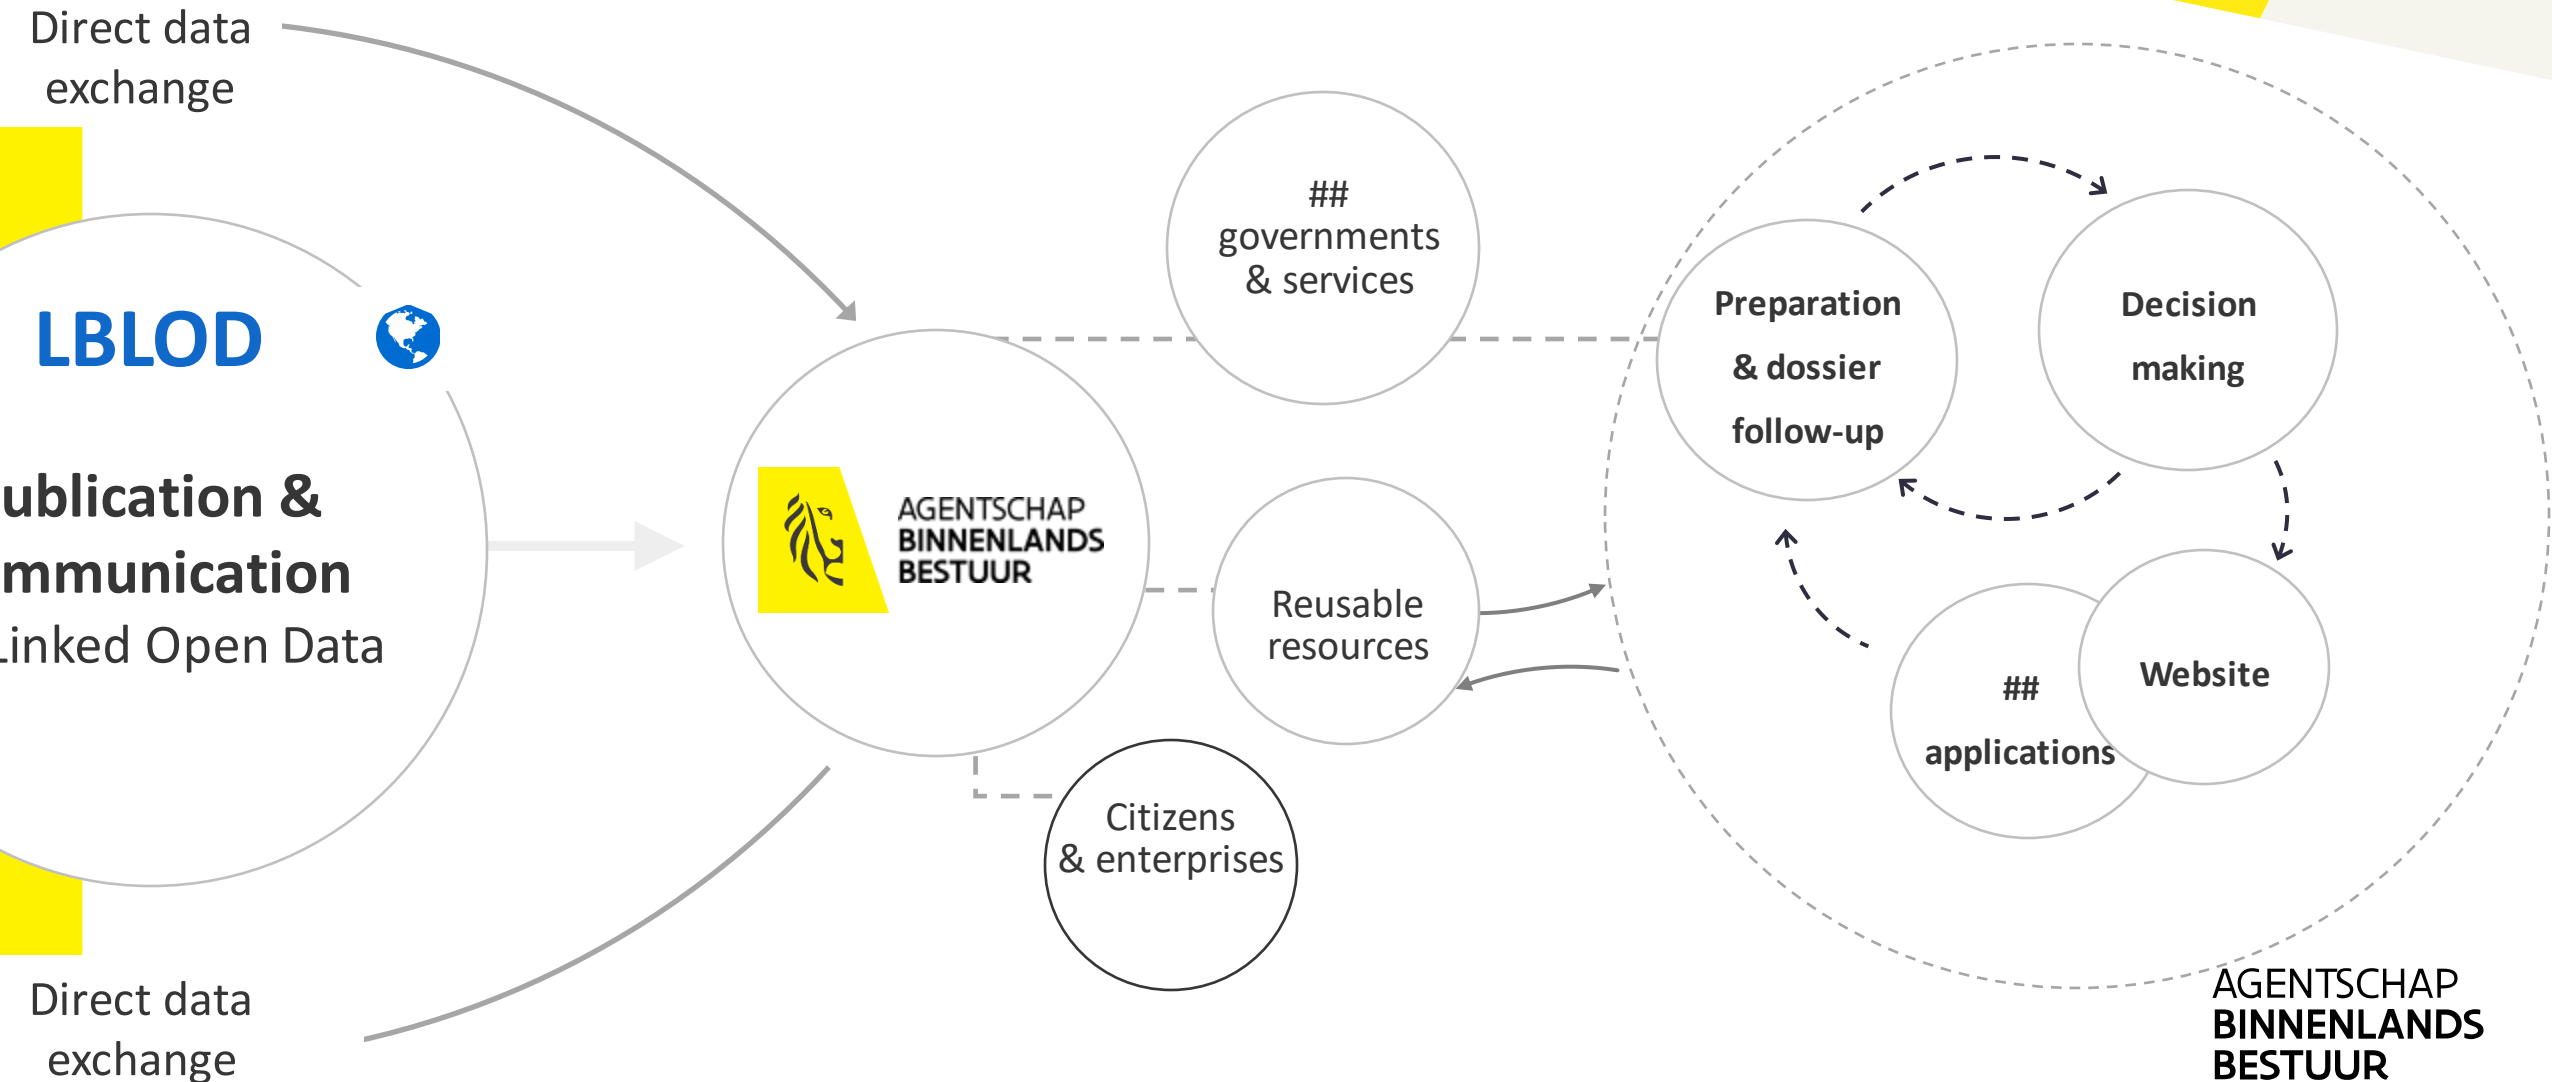 Direct data
exchange
LBLOD
ublication &
mmunication
Linked Open Data
Direct data
exchange
AGENTSCHAP
BINNENLANDS
BESTUUR
##
governments
& services
Reusable
resources
Citizens
& enterprises
Preparation
& dossier
follow-up
Decision
making
##
applications
Website
AGENTSCHAP
BINNENLANDS
BESTUUR